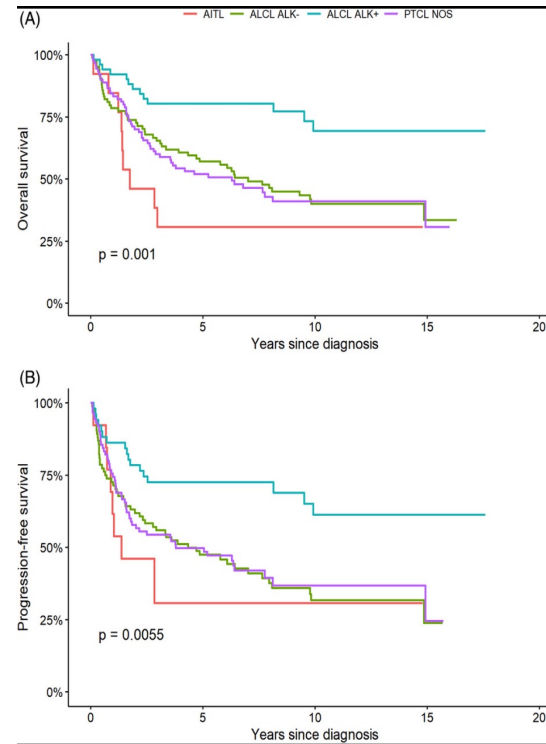 AITL ALCL ALK- ALCL ALK+ PTCL NOS
(A)
100%
75%
50%
25%
0%
Overall survival
p = 0.001
0 5 10 15 20
Years since diagnosis
(B)
100%
75%
50%
25%
0%
Progression-free survival
p = 0.0055
0 5 10 15 20
Years since diagnosis